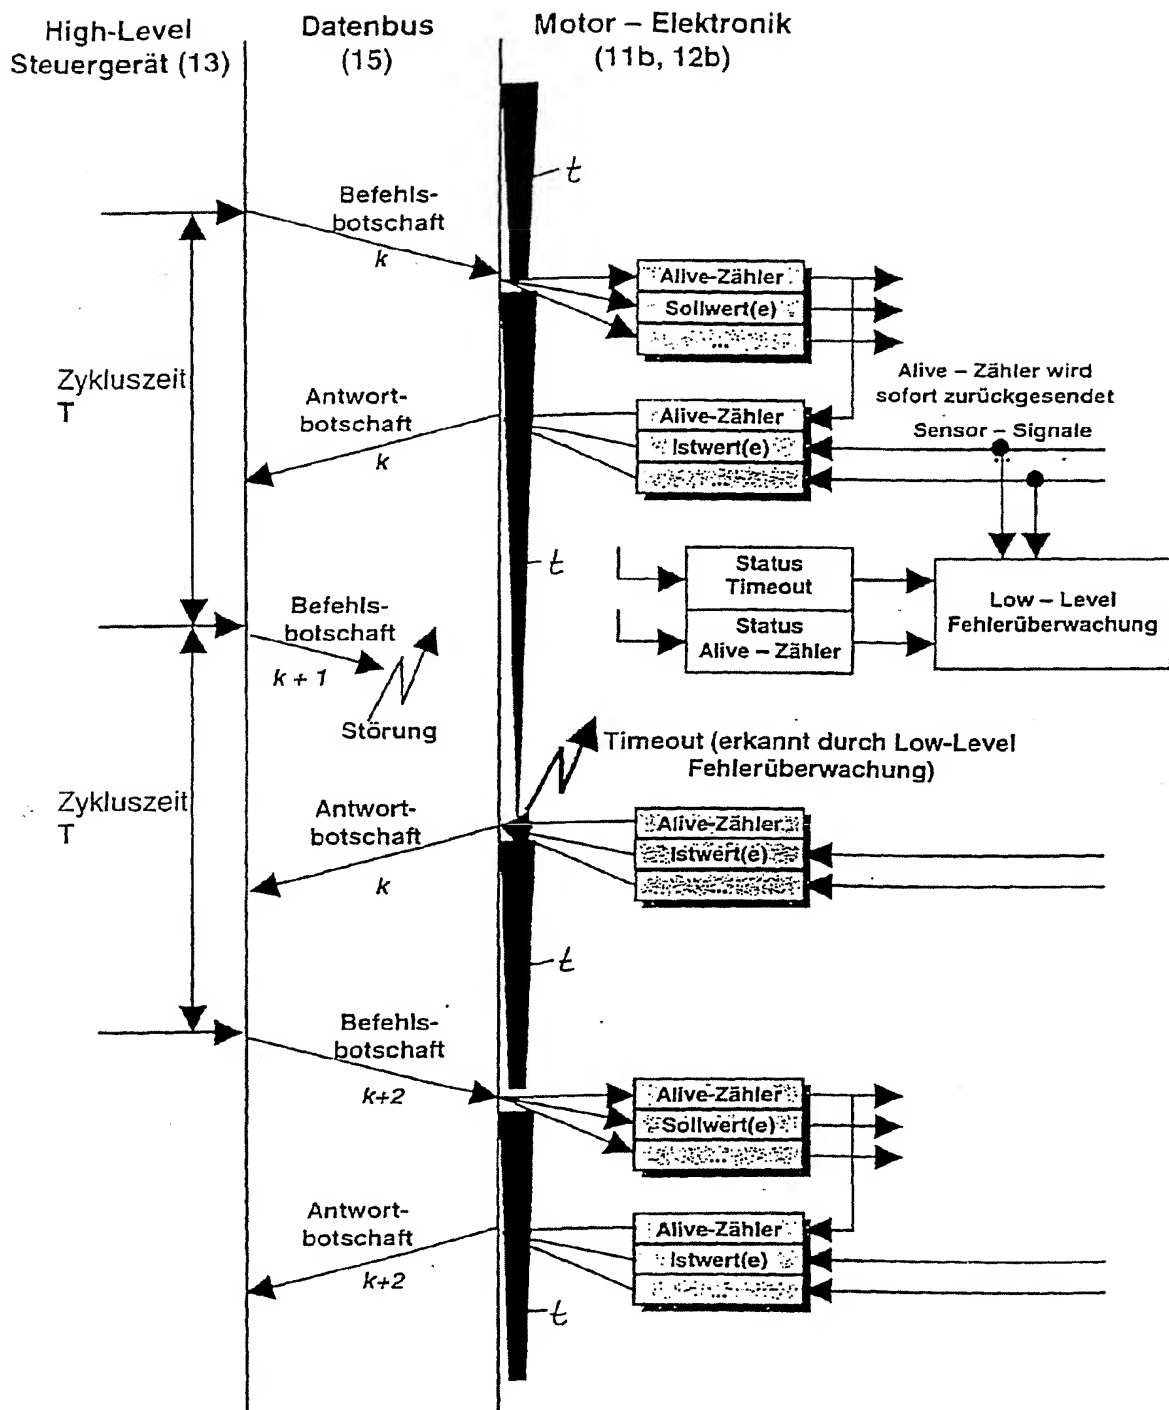 High-Level
Steuergerät (13)
Datenbus
(15)
Motor – Elektronik
(11b, 12b)
t
Befehls-
botschaft
k
Alive-Zähler
Sollwert(e)
...
Zykluszeit
T
Alive – Zähler wird
sofort zurückgesendet
Antwort-
botschaft
k
Alive-Zähler
Istwert(e)
...
Sensor – Signale
...
t
Status
Timeout
Status
Alive – Zähler
Low – Level
Fehlerüberwachung
Befehls-
botschaft
k + 1
Störung
Timeout (erkannt durch Low-Level
Fehlerüberwachung)
Zykluszeit
T
Antwort-
botschaft
k
Alive-Zähler
Istwert(e)
...
t
Befehls-
botschaft
k+2
Alive-Zähler
Sollwert(e)
...
Antwort-
botschaft
k+2
Alive-Zähler
Istwert(e)
...
t